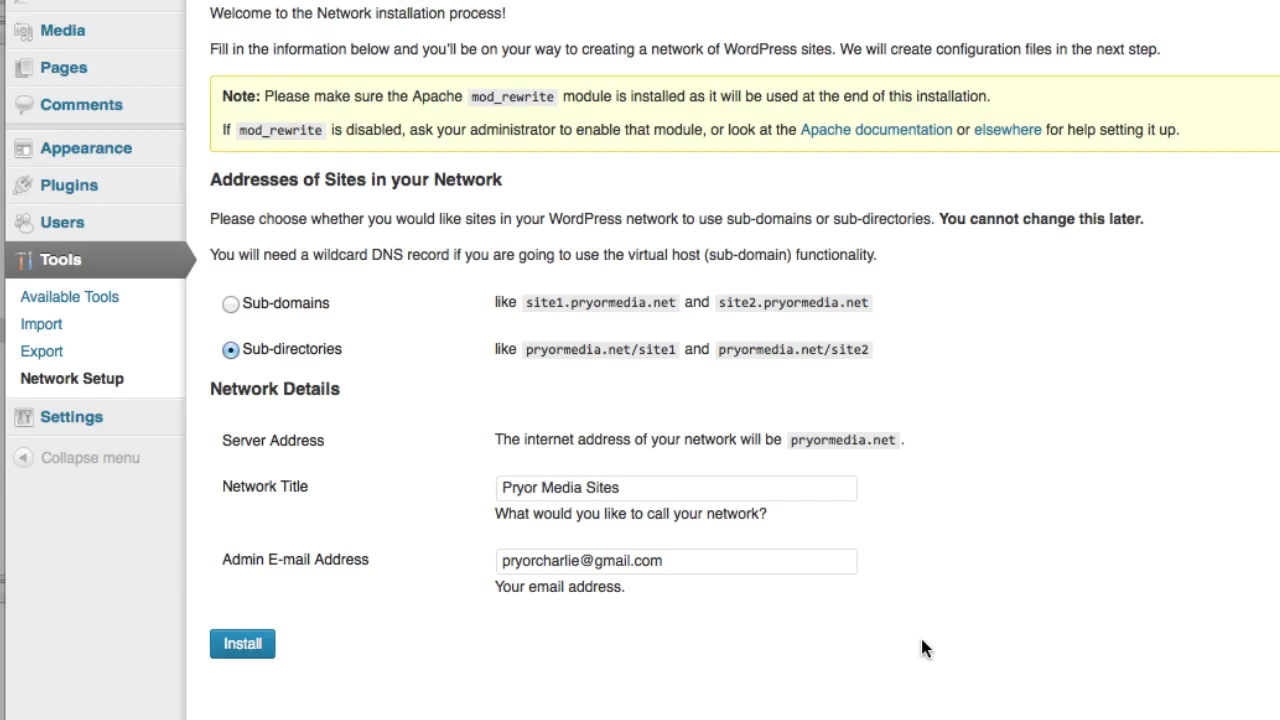 Media
Pages
Comments
Appearance
Plugins
Users
Tools
Available Tools
Import
Export
Network Setup
Settings
Collapse menu
Welcome to the Network installation process!
Fill in the information below and you'll be on your way to creating a network of WordPress sites. We will create configuration files in the next step.
Note: Please make sure the Apache mod_rewrite module is installed as it will be used at the end of this installation.
If mod_rewrite is disabled, ask your administrator to enable that module, or look at the Apache documentation or elsewhere for help setting it up.
Addresses of Sites in your Network
Please choose whether you would like sites in your WordPress network to use sub-domains or sub-directories. You cannot change this later.
You will need a wildcard DNS record if you are going to use the virtual host (sub-domain) functionality.
Sub-domains like site1.pryormedia.net and site2.pryormedia.net
Sub-directories like pryormedia.net/site1 and pryormedia.net/site2
Network Details
Server Address The internet address of your network will be pryormedia.net .
Network Title Pryor Media Sites
What would you like to call your network?
Admin E-mail Address pryorcharlie@gmail.com
Your email address.
Install